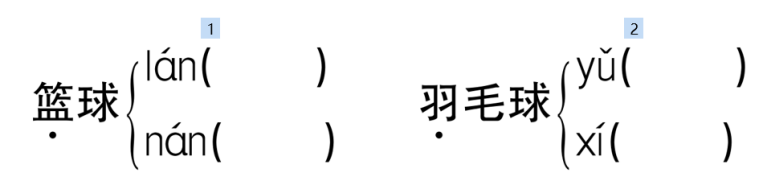 1 2
lán( ) yǔ( )
篮球 羽毛球
nán( ) xí( )